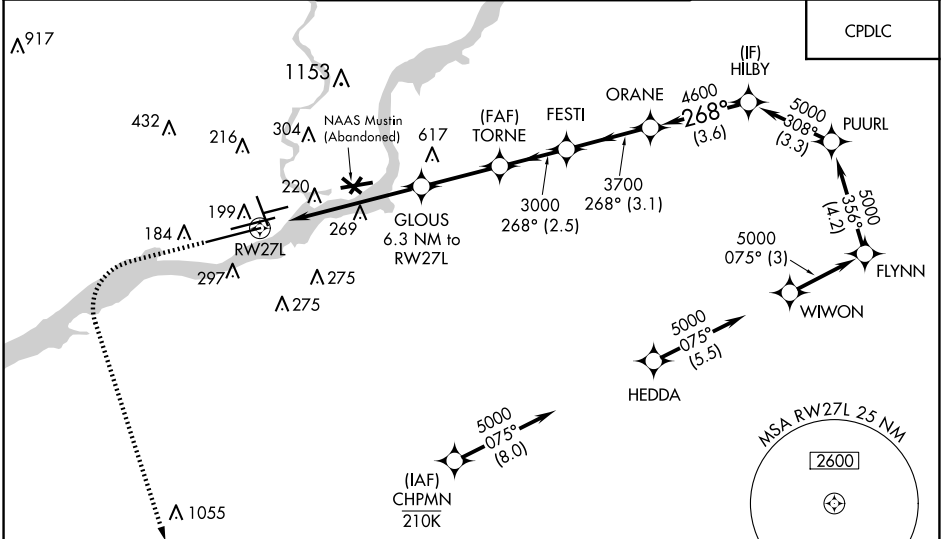 CPDLC
917
1153
432
216
304
NAAS Mustin
(Abandoned)
617
220
199
184
RW27L
269
297
275
275
1055
GLOUS
6.3 NM to
RW27L
(FAF)
TORNE
3000
268° (2.5)
FESTI
3700
268° (3.1)
ORANE
4600
268°
(3.6)
(IF)
HILBY
5000
308°
(3.3)
PUURL
5000
356°
(4.2)
FLYNN
5000
075° (3)
WIWON
5000
075°
(5.5)
HEDDA
5000
075°
(8.0)
(IAF)
CHPMN
210K
MSA RW27L 25 NM
2600